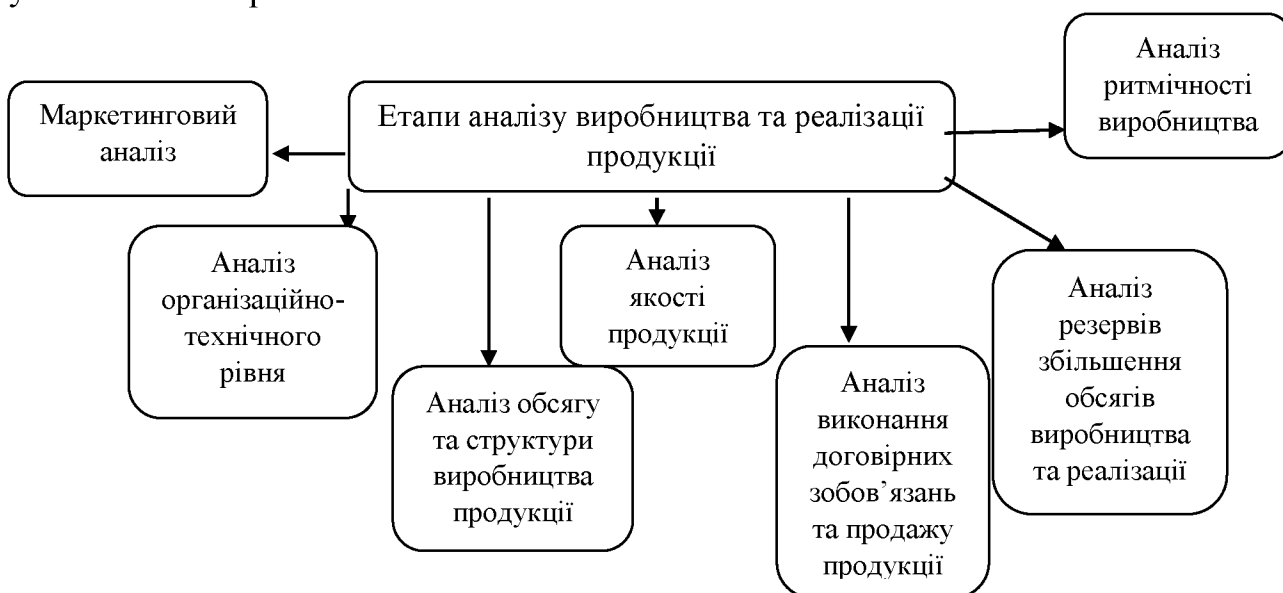 Аналіз
ритмічності
виробництва
Маркетинговий
аналіз
Етапи аналізу виробництва та реалізації
продукції
Аналіз
організаційно-
технічного
рівня
Аналіз
якості
продукції
Аналіз
резервів
збільшення
обсягів
виробництва
та реалізації
Аналіз обсягу
та структури
виробництва
продукції
Аналіз
виконання
договірних
зобов’язань
та продажу
продукції